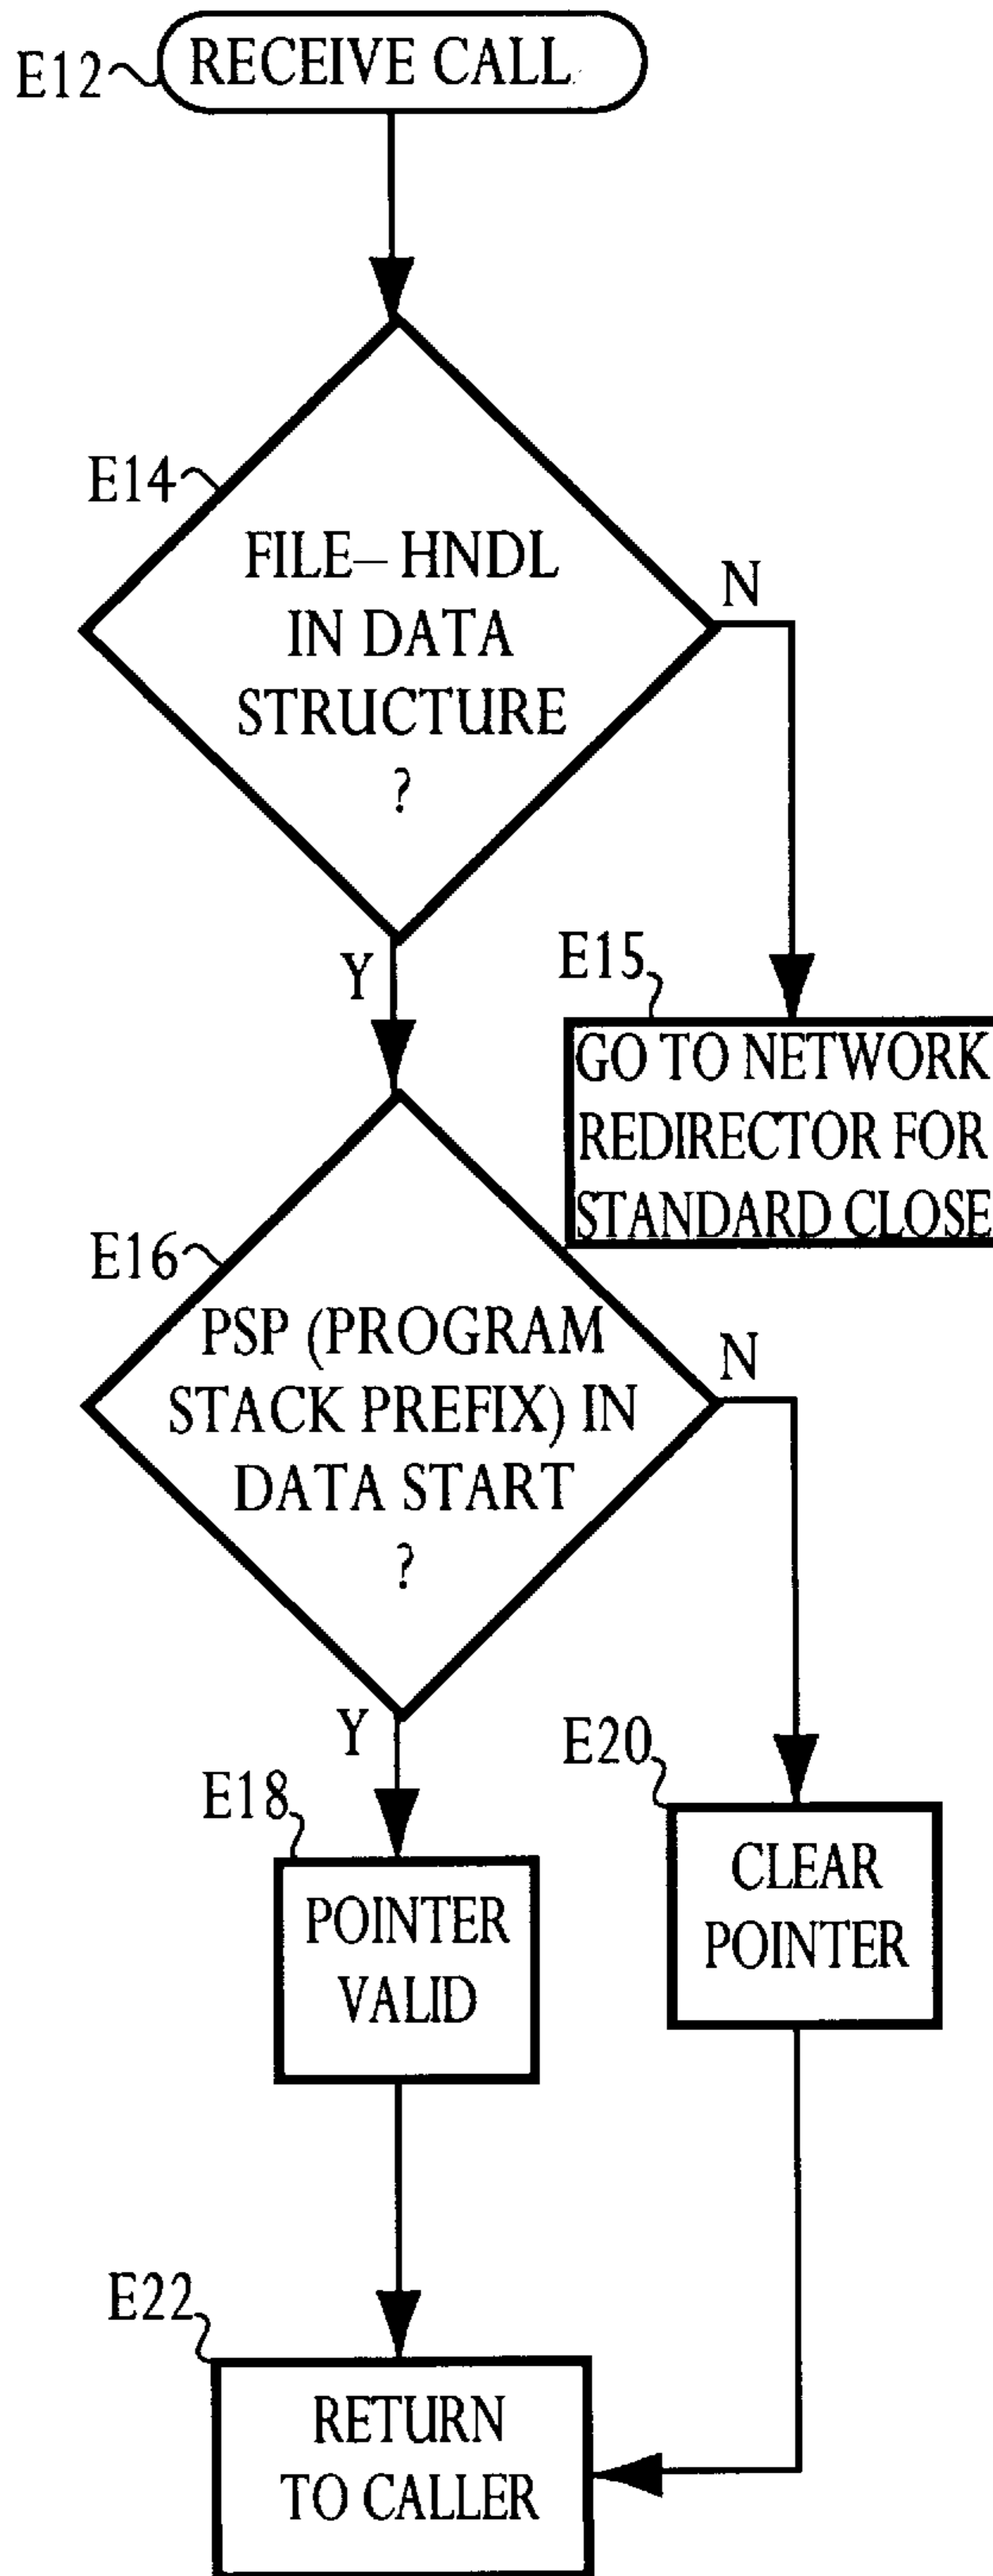 E12
RECEIVE CALL
E14
FILE– HNDL
IN DATA
STRUCTURE
?
N
Y
E15
GO TO NETWORK
REDIRECTOR FOR
STANDARD CLOSE
E16
PSP (PROGRAM
STACK PREFIX) IN
DATA START
?
N
Y
E18
POINTER
VALID
E20
CLEAR
POINTER
E22
RETURN
TO CALLER